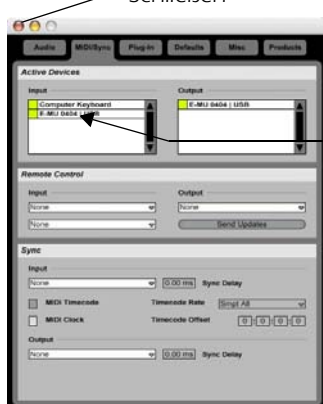 Schließen
Audio MIDI/Sync Plug-In Defaults Misc Products
Active Devices
Input Output
Computer Keyboard E-MU 0404 | USB
E-MU 0404 | USB
Remote Control
Input Output
None None
None Send Updates
Sync
Input
None 0.00 ms Sync Delay
MIDI Timecode Timecode Rate Smpt All
MIDI Clock Timecode Offset 0 : 0 : 0 : 0
Output
None 0.00 ms Sync Delay